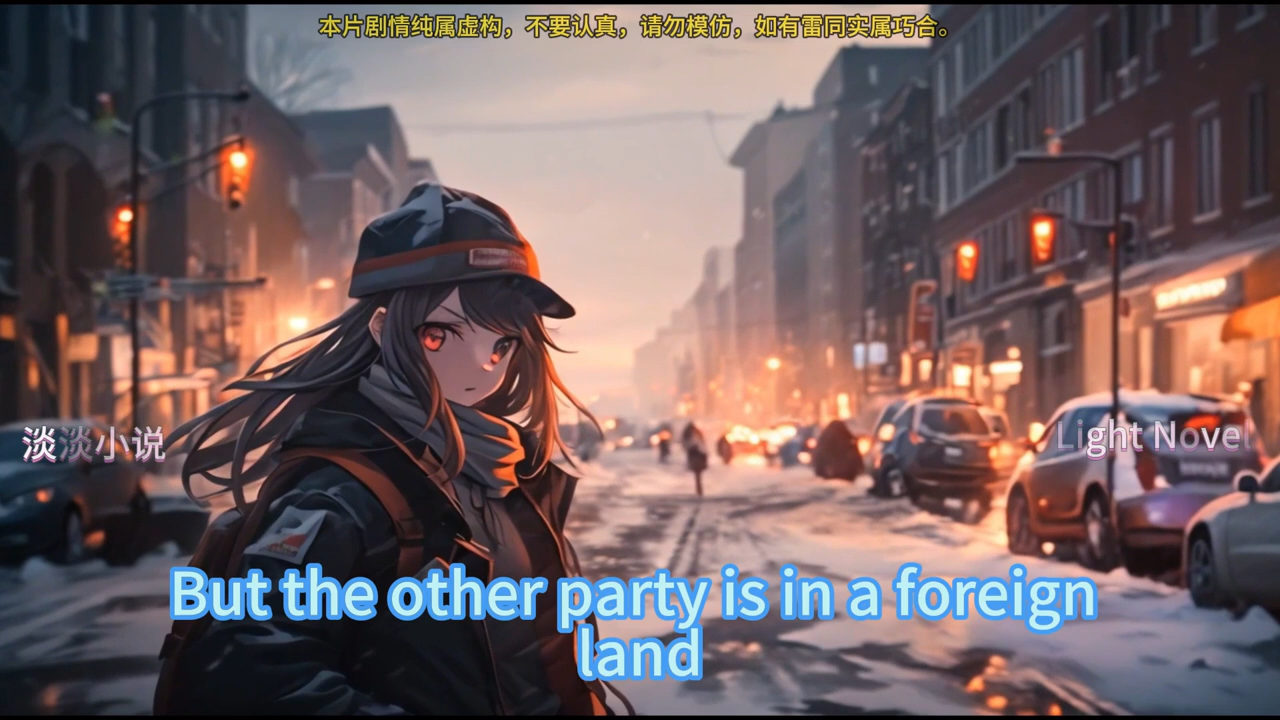 本片剧情纯属虚构，不要认真，请勿模仿，如有雷同实属巧合。
淡淡小说
Light Novel
But the other party is in a foreign
land